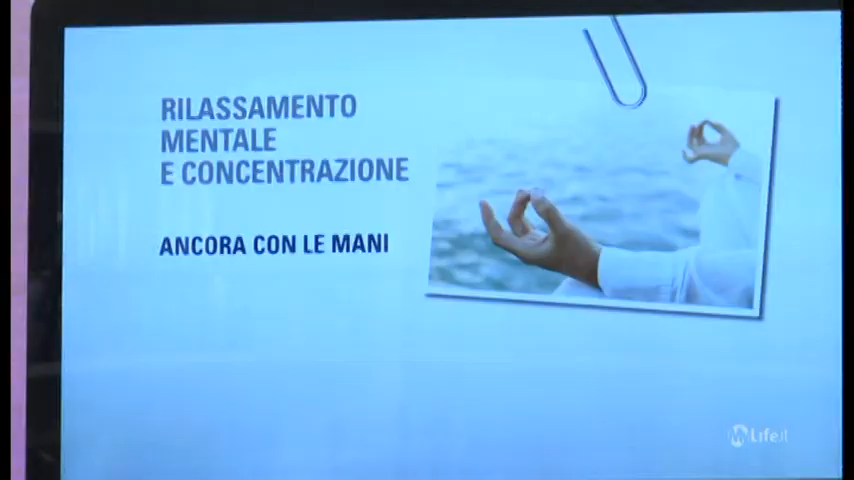 RILASSAMENTO
MENTALE
E CONCENTRAZIONE
ANCORA CON LE MANI
Life.it